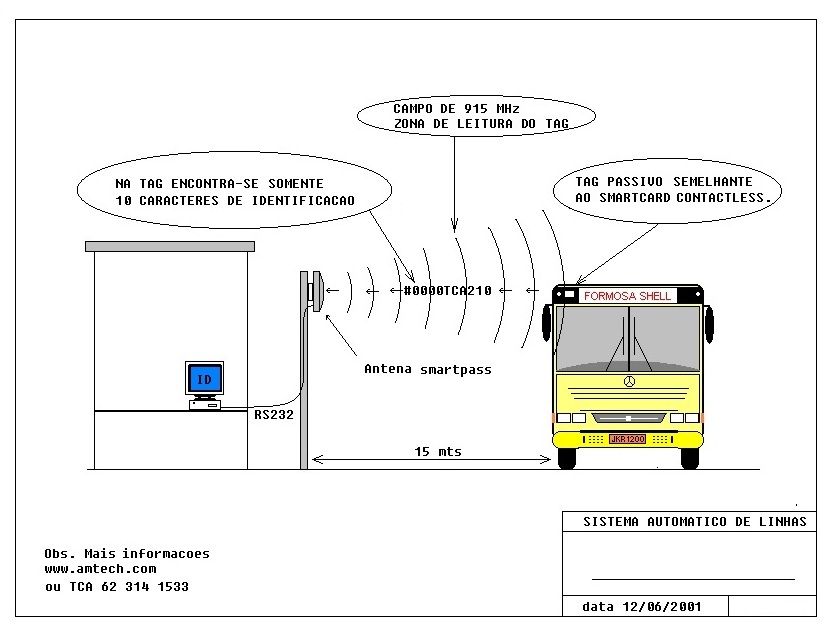 CAMPO DE 915 MHz
ZONA DE LEITURA DO TAG
NA TAG ENCONTRA-SE SOMENTE
10 CARACTERES DE IDENTIFICACAO
TAG PASSIVO SEMELHANTE
AO SMARTCARD CONTACTLESS.
#0000TCA210
FORMOSA SHELL
Antena smartpass
ID
RS232
JKR1200
15 mts
SISTEMA AUTOMATICO DE LINHAS
Obs. Mais informacoes
www.amtech.com
ou TCA 62 314 1533
data 12/06/2001